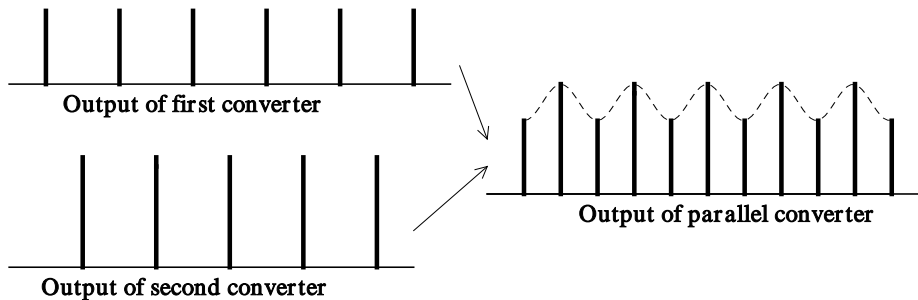 Output of first converter
Output of parallel converter
Output of second converter